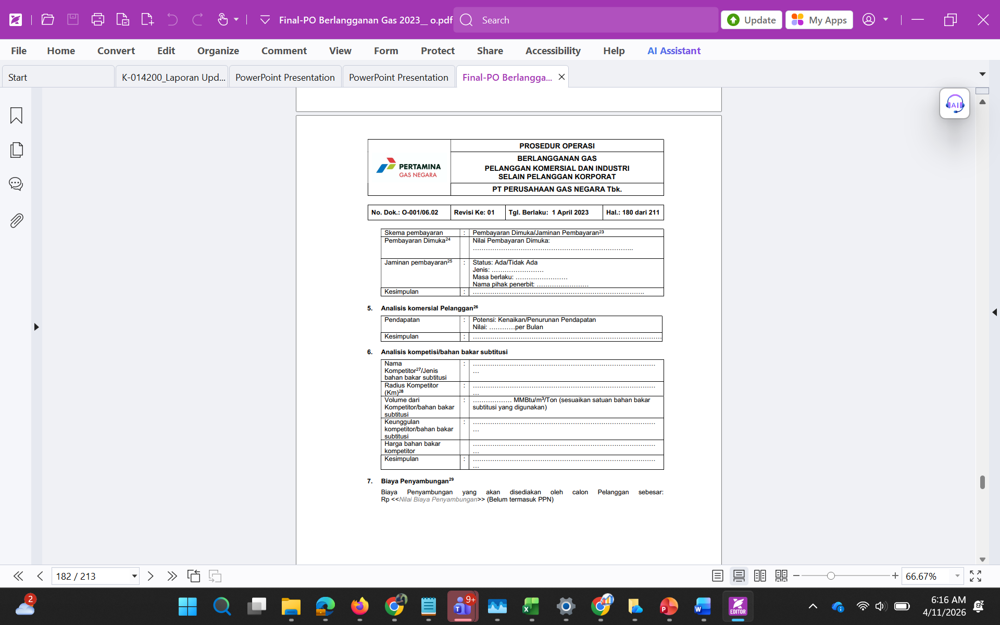 Final-PO Berlangganan Gas 2023__ o.pdf
Search
Update
My Apps
File
Home
Convert
Edit
Organize
Comment
View
Form
Protect
Share
Accessibility
Help
AI Assistant
Start
K-014200_Laporan Upd...
PowerPoint Presentation
PowerPoint Presentation
Final-PO Berlangga...
AI
PERTAMINA
GAS NEGARA
PROSEDUR OPERASI
BERLANGGANAN GAS
PELANGGAN KOMERSIAL DAN INDUSTRI
SELAIN PELANGGAN KORPORAT
PT PERUSAHAAN GAS NEGARA Tbk.
No. Dok.: O-001/06.02
Revisi Ke: 01
Tgl. Berlaku: 1 April 2023
Hal.: 180 dari 211
Skema pembayaran : Pembayaran Dimuka/Jaminan Pembayaran²³
Pembayaran Dimuka²⁴ Nilai Pembayaran Dimuka:
………………………………………………………………...
Jaminan pembayaran²⁵ : Status: Ada/Tidak Ada
Jenis: ……………………
Masa berlaku: ……………………
Nama pihak penerbit: ……………………
Kesimpulan : …………………………………………………………………….
5. Analisis komersial Pelanggan²⁶
Pendapatan : Potensi: Kenaikan/Penurunan Pendapatan
Nilai: …………per Bulan
Kesimpulan : ……………………………………………………………………………
6. Analisis kompetisi/bahan bakar subtitusi
Nama : …………………………………………………………………………
Kompetitor²⁷/Jenis …
bahan bakar subtitusi
Radius Kompetitor : …………………………………………………………………………
(Km)²⁸ …
Volume dari : ……………… MMBtu/m³/Ton (sesuaikan satuan bahan bakar
Kompetitor/bahan bakar subtitusi yang digunakan)
subtitusi
Keunggulan : …………………………………………………………………………
kompetitor/bahan bakar …
subtitusi
Harga bahan bakar …………………………………………………………………………
kompetitor …
Kesimpulan : …………………………………………………………………………
…
7. Biaya Penyambungan²⁹
Biaya Penyambungan yang akan disediakan oleh calon Pelanggan sebesar:
Rp <<Nilai Biaya Penyambungan>> (Belum termasuk PPN)
182 / 213
66.67%
2
9+
EDITOR
6:16 AM
4/11/2026